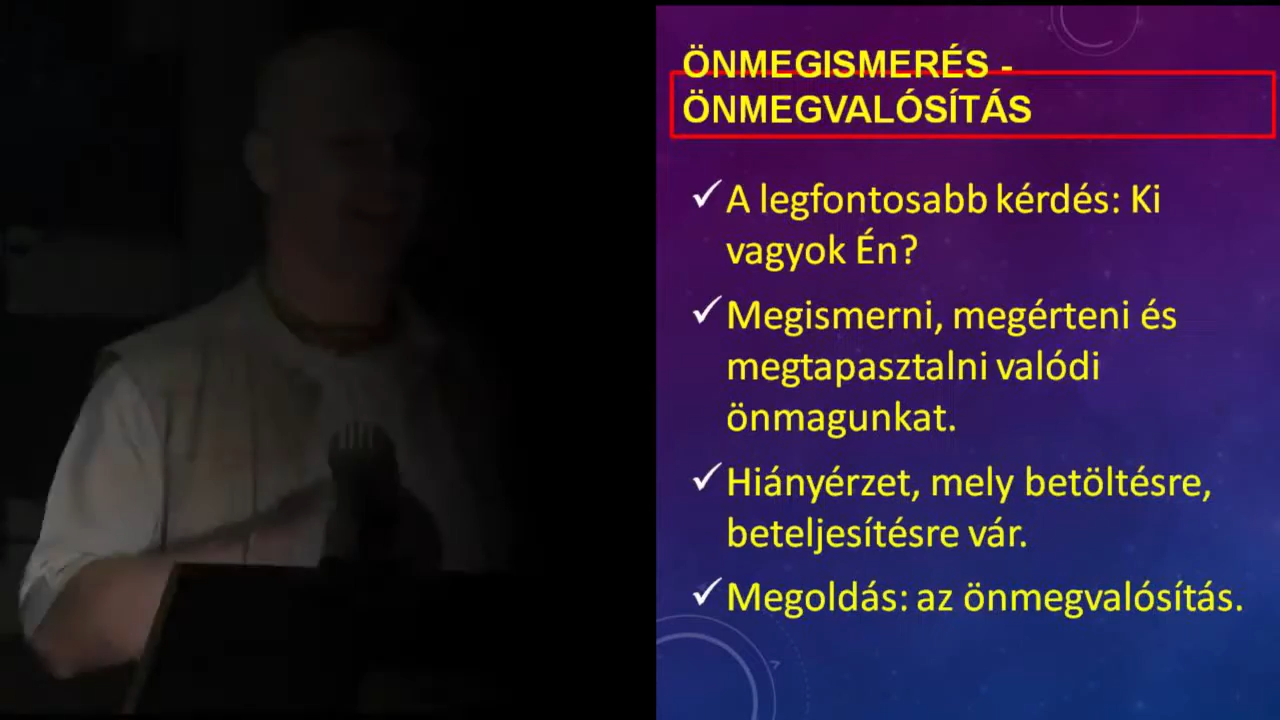 ÖNMEGISMERÉS -
ÖNMEGVALÓSÍTÁS
✓ A legfontosabb kérdés: Ki
vagyok Én?
✓ Megismerni, megérteni és
megtapasztalni valódi
önmagunkat.
✓ Hiányérzet, mely betöltésre,
beteljesítésre vár.
✓ Megoldás: az önmegvalósítás.